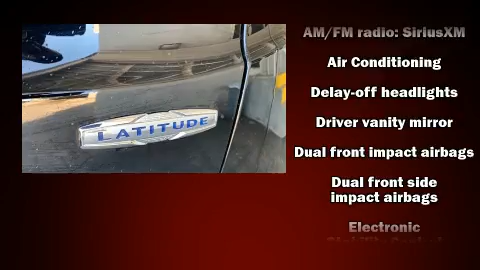 AM/FM radio: SiriusXM
Air Conditioning
LATITUDE
Delay-off headlights
Driver vanity mirror
Dual front impact airbags
Dual front side
impact airbags
Electronic